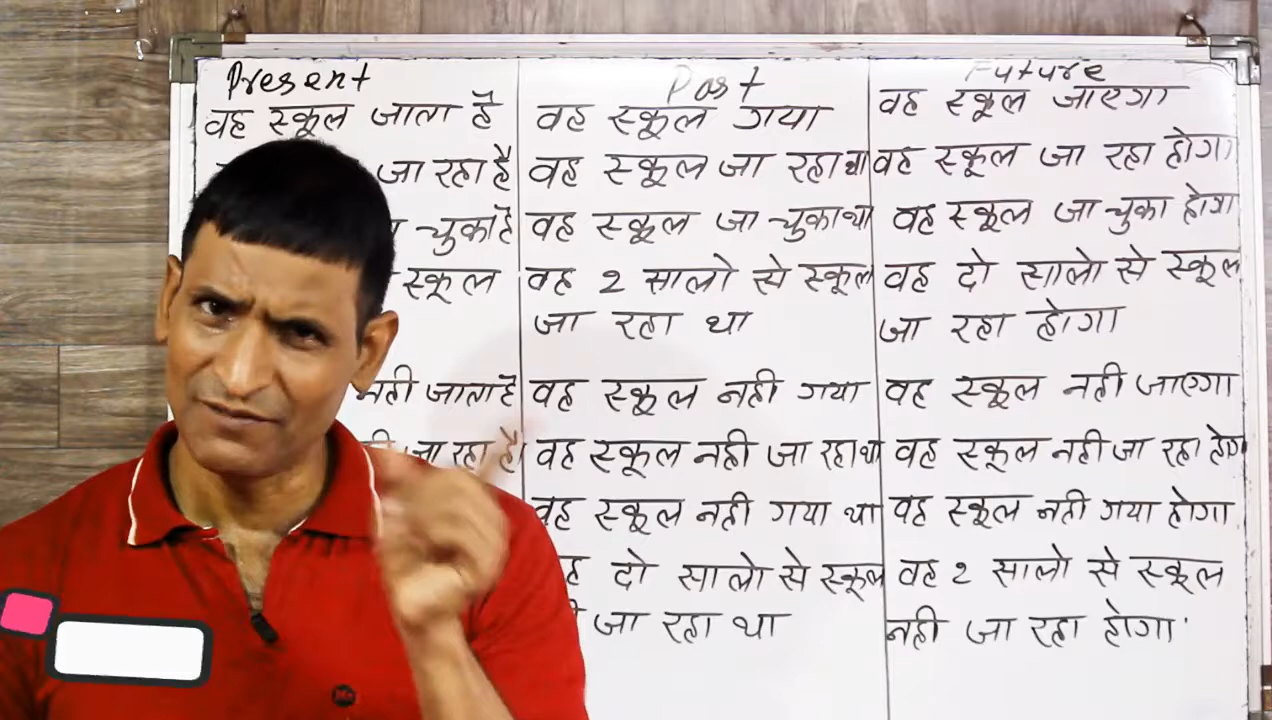 Present
वह स्कूल जाता है
जा रहा है
चुका है
स्कूल
नही जाता है
जा रहा है
Past
वह स्कूल गया
वह स्कूल जा रहा था
वह स्कूल जा चुका था
वह 2 सालो से स्कूल
जा रहा था
वह स्कूल नही गया
वह स्कूल नही जा रहा था
वह स्कूल नही गया था
दो सालो से स्कूल
जा रहा था
Future
वह स्कूल जाएगा
वह स्कूल जा रहा होगा
वह स्कूल जा चुका होगा
वह दो सालो से स्कूल
जा रहा होगा
वह स्कूल नही जाएगा
वह स्कूल नही जा रहा होगा
वह स्कूल नही गया होगा
वह 2 सालो से स्कूल
नही जा रहा होगा